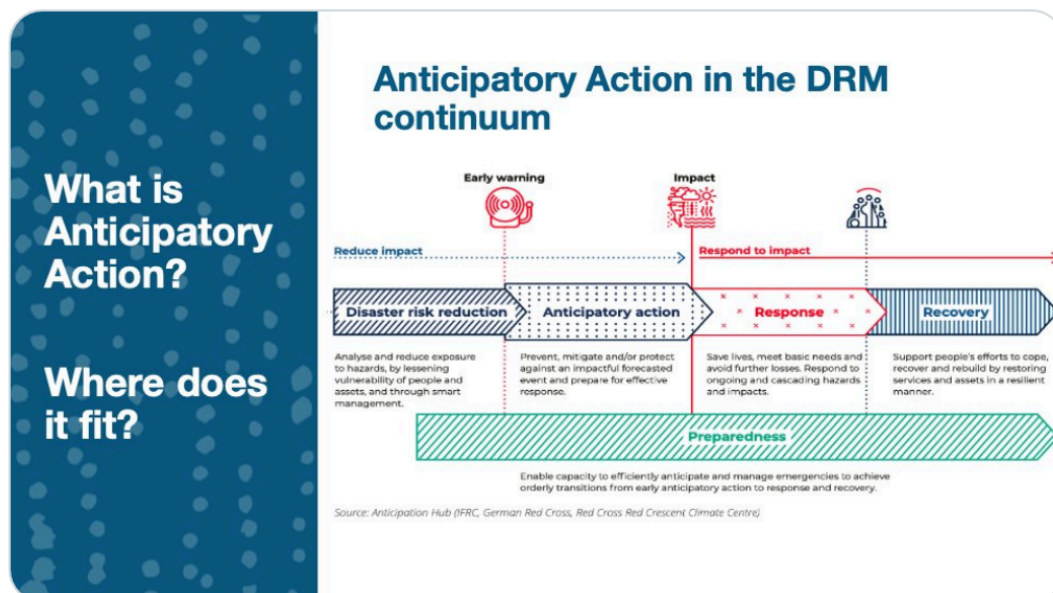 What is
Anticipatory
Action?
Where does
it fit?
Anticipatory Action in the DRM
continuum
Early warning
Impact
Reduce impact
Respond to impact
Disaster risk reduction
Anticipatory action
Response
Recovery
Analyse and reduce exposure
to hazards, by lessening
vulnerability of people and
assets, and through smart
management.
Prevent, mitigate and/or protect
against an impactful forecasted
event and prepare for effective
response.
Save lives, meet basic needs and
avoid further losses. Respond to
ongoing and cascading hazards
and impacts.
Support people's efforts to cope,
recover and rebuild by restoring
services and assets in a resilient
manner.
Preparedness
Enable capacity to efficiently anticipate and manage emergencies to achieve
orderly transitions from early anticipatory action to response and recovery.
Source: Anticipation Hub (IFRC, German Red Cross, Red Cross Red Crescent Climate Centre)